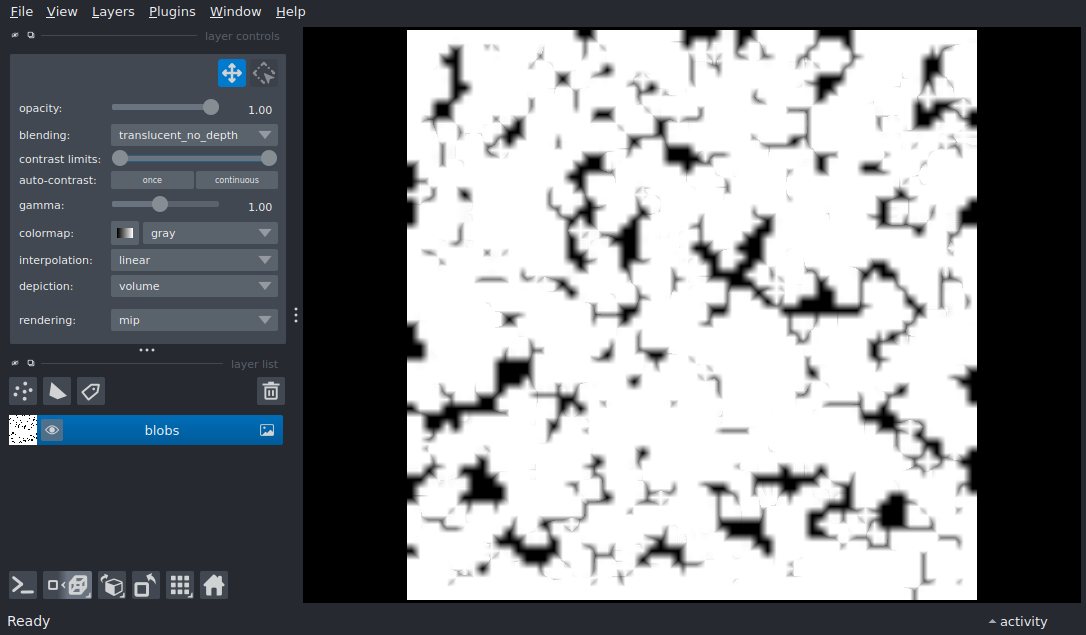 File View Layers Plugins Window Help
layer controls
opacity: 1.00
blending: translucent_no_depth
contrast limits:
auto-contrast: once continuous
gamma: 1.00
colormap: gray
interpolation: linear
depiction: volume
rendering: mip
layer list
blobs
Ready
activity